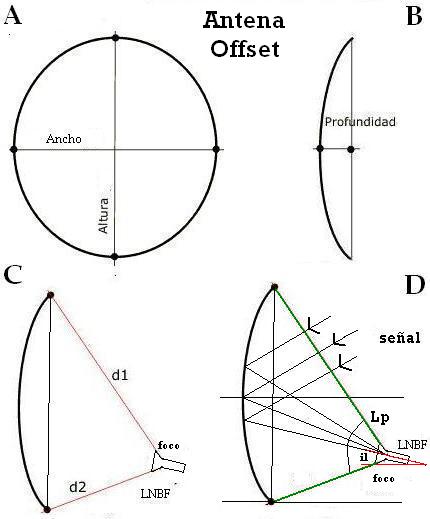 A
Antena
Offset
B
Ancho
Altura
Profundidad
C
d1
foco
d2
LNBF
D
señal
Lp
LNBF
il
foco